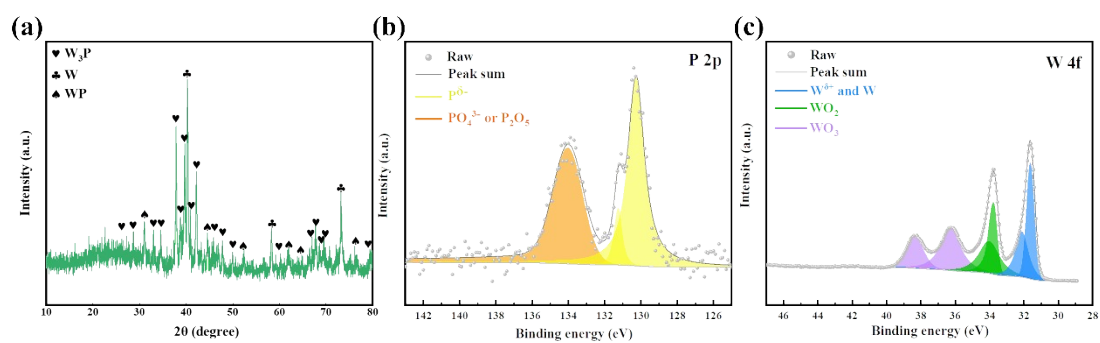 (a)
♥ W₃P
♣ W
♠ WP
Intensity (a.u.)
10 20 30 40 50 60 70 80
2θ (degree)
(b)
Raw
Peak sum
P^δ−
PO₄³⁻ or P₂O₅
P 2p
Intensity (a.u.)
142 140 138 136 134 132 130 128 126
Binding energy (eV)
(c)
Raw
Peak sum
W^δ+ and W
WO₂
WO₃
W 4f
Intensity (a.u.)
46 44 42 40 38 36 34 32 30 28
Binding energy (eV)